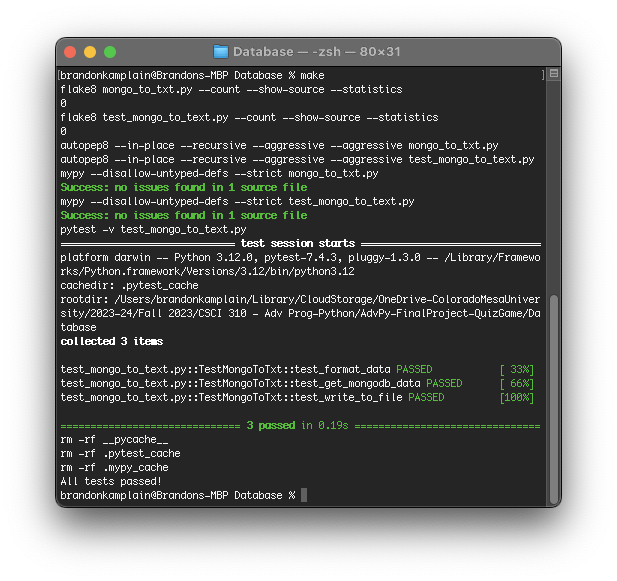 Database — -zsh — 80×31
[brandonkamplain@Brandons-MBP Database % make ]
flake8 mongo_to_txt.py --count --show-source --statistics
0
flake8 test_mongo_to_text.py --count --show-source --statistics
0
autopep8 --in-place --recursive --aggressive --aggressive mongo_to_txt.py
autopep8 --in-place --recursive --aggressive --aggressive test_mongo_to_text.py
mypy --disallow-untyped-defs --strict mongo_to_txt.py
Success: no issues found in 1 source file
mypy --disallow-untyped-defs --strict test_mongo_to_text.py
Success: no issues found in 1 source file
pytest -v test_mongo_to_text.py
============================= test session starts ==============================
platform darwin -- Python 3.12.0, pytest-7.4.3, pluggy-1.3.0 -- /Library/Framewo
rks/Python.framework/Versions/3.12/bin/python3.12
cachedir: .pytest_cache
rootdir: /Users/brandonkamplain/Library/CloudStorage/OneDrive-ColoradoMesaUniver
sity/2023-24/Fall 2023/CSCI 310 - Adv Prog-Python/AdvPy-FinalProject-QuizGame/Da
tabase
collected 3 items
test_mongo_to_text.py::TestMongoToTxt::test_format_data PASSED [ 33%]
test_mongo_to_text.py::TestMongoToTxt::test_get_mongodb_data PASSED [ 66%]
test_mongo_to_text.py::TestMongoToTxt::test_write_to_file PASSED [100%]
============================== 3 passed in 0.19s ===============================
rm -rf __pycache__
rm -rf .pytest_cache
rm -rf .mypy_cache
All tests passed!
brandonkamplain@Brandons-MBP Database %